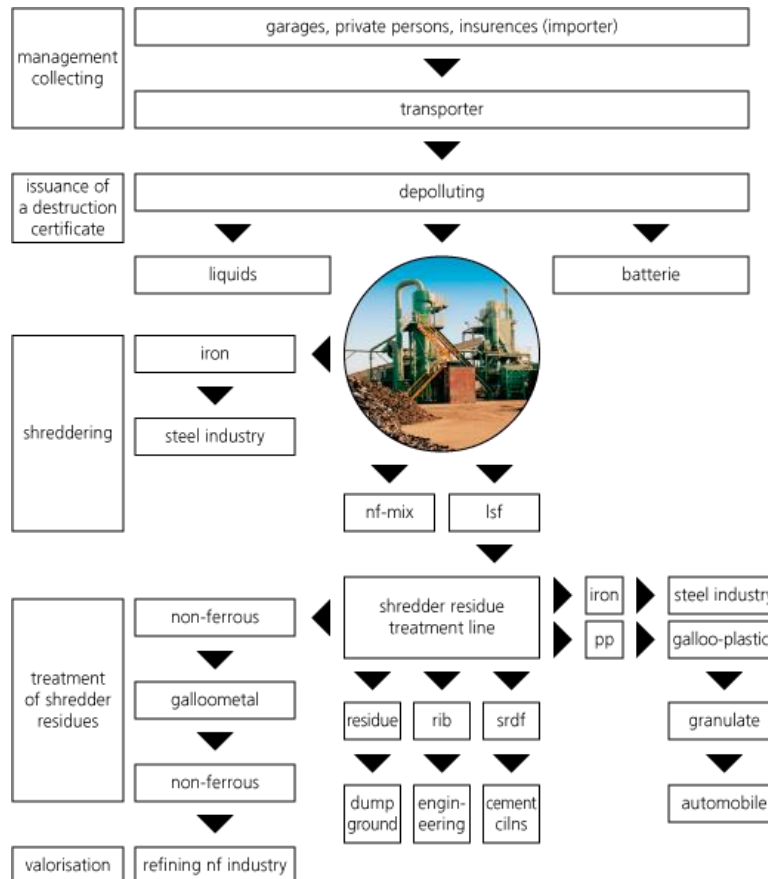 garages, private persons, insurences (importer)
management
collecting
transporter
issuance of
a destruction
certificate
depolluting
liquids
batterie
shreddering
iron
steel industry
nf-mix
lsf
treatment
of shredder
residues
non-ferrous
shredder residue
treatment line
iron
steel industry
pp
galloo-plastic
galloometal
residue
rib
srdf
granulate
non-ferrous
dump
ground
engin-
eering
cement
cilns
automobile
valorisation
refining nf industry